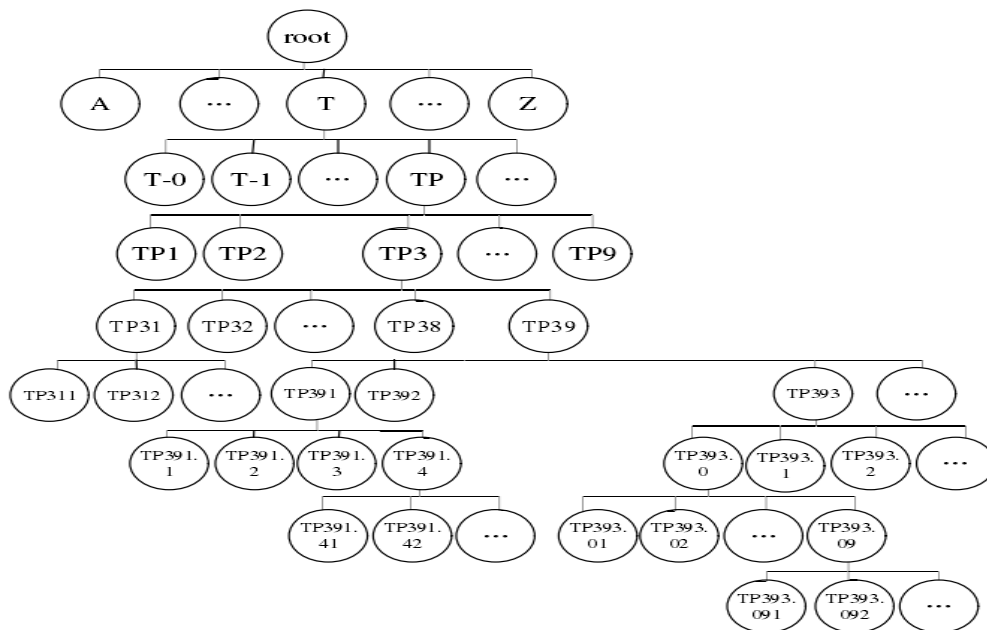 root
A ... T ... Z
T-0 T-1 ... TP ...
TP1 TP2 TP3 ... TP9
TP31 TP32 ... TP38 TP39
TP311 TP312 ... TP391 TP392 TP393 ...
TP391. TP391. TP391. TP391. TP393. TP393. TP393. ...
1 2 3 4 0 1 2
TP391. TP391. ... TP393. TP393. ... TP393.
41 42 01 02 09
TP393. TP393. ...
091 092